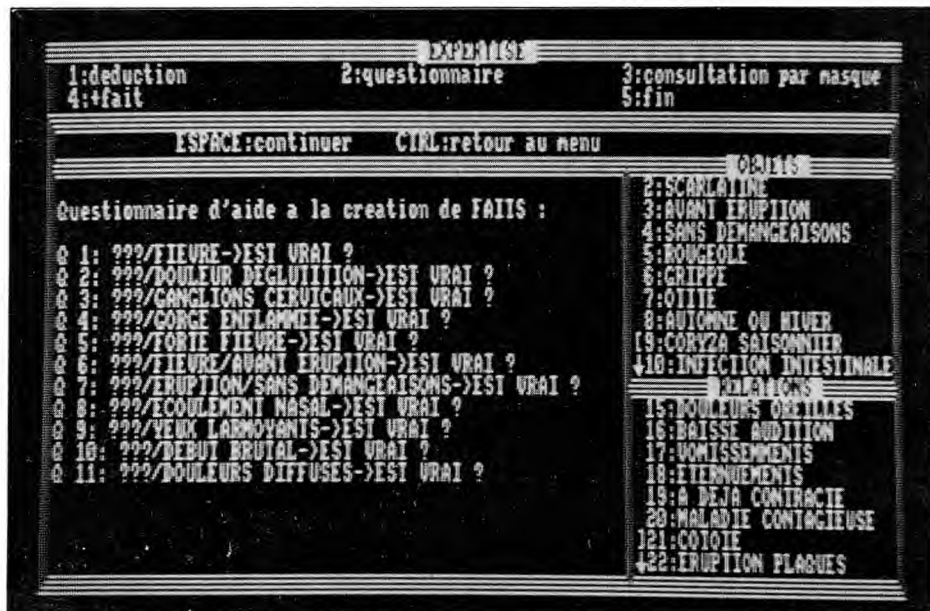 EXPERTISE
1:deduction 2:questionnaire 3:consultation par masque
4:+fait 5:fin
ESPACE:continuer CTRL:retour au menu
Questionnaire d'aide a la creation de FAITS :
Q 1: ???/FIEVRE->EST VRAI ?
Q 2: ???/DOULEUR DEGLUTITION->EST VRAI ?
Q 3: ???/GANGLIONS CERVICAUX->EST VRAI ?
Q 4: ???/GORGE ENFLAMMEE->EST VRAI ?
Q 5: ???/FORTE FIEVRE->EST VRAI ?
Q 6: ???/FIEVRE/AVANT ERUPTION->EST VRAI ?
Q 7: ???/ERUPTION/SANS DEMANGEAISONS->EST VRAI ?
Q 8: ???/ECOULEMENT NASAL->EST VRAI ?
Q 9: ???/YEUX LARMOYANTS->EST VRAI ?
Q 10: ???/DEBUT BRUTAL->EST VRAI ?
Q 11: ???/DOULEURS DIFFUSES->EST VRAI ?
OBJETS
2:SCARLATINE
3:AVANT ERUPTION
4:SANS DEMANGEAISONS
5:ROUGEOLE
6:GRIPPE
7:OTITE
8:AUTOMNE OU HIVER
[9:CORYZA SAISONNIER
↓10:INFECTION INTESTINALE
RELATIONS
15:DOULEURS OREILLES
16:BAISSE AUDITION
17:VOMISSEMMENTS
18:ETERNUEMENTS
19:A DEJA CONTRACTE
20:MALADIE CONTAGIEUSE
]21:COTOIE
↓22:ERUPTION PLAQUES